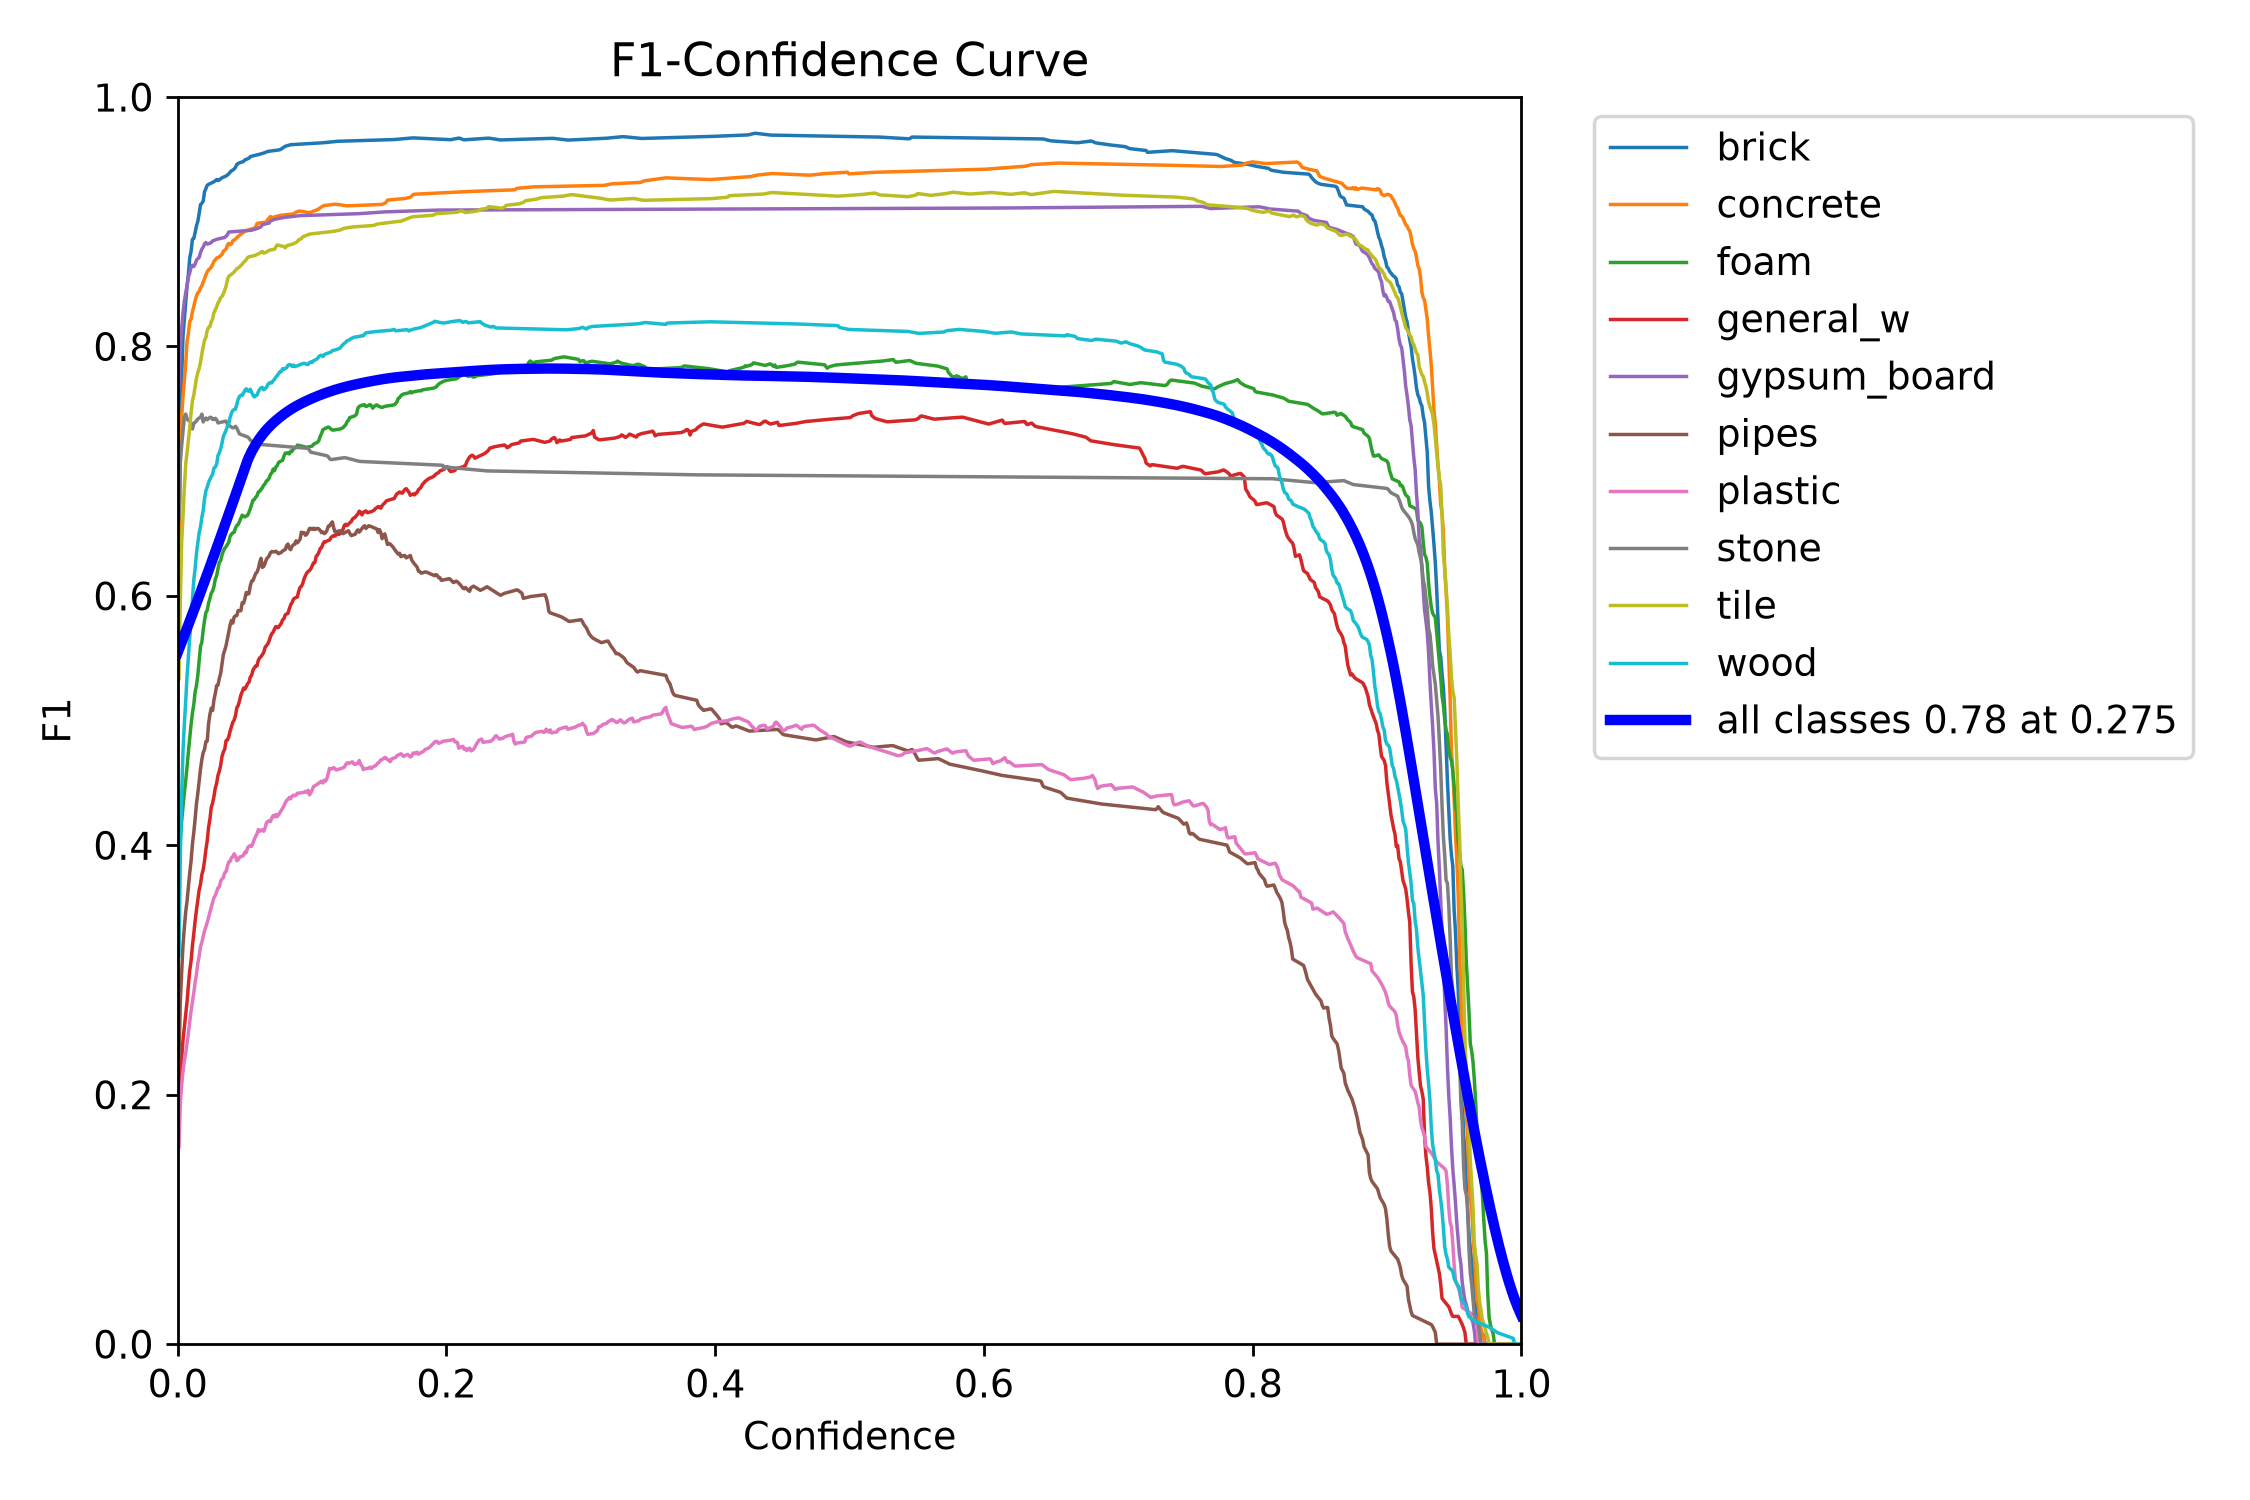 F1-Confidence Curve
1.0
0.8
0.6
0.4
0.2
0.0
F1
0.0 0.2 0.4 0.6 0.8 1.0
Confidence
brick
concrete
foam
general_w
gypsum_board
pipes
plastic
stone
tile
wood
all classes 0.78 at 0.275